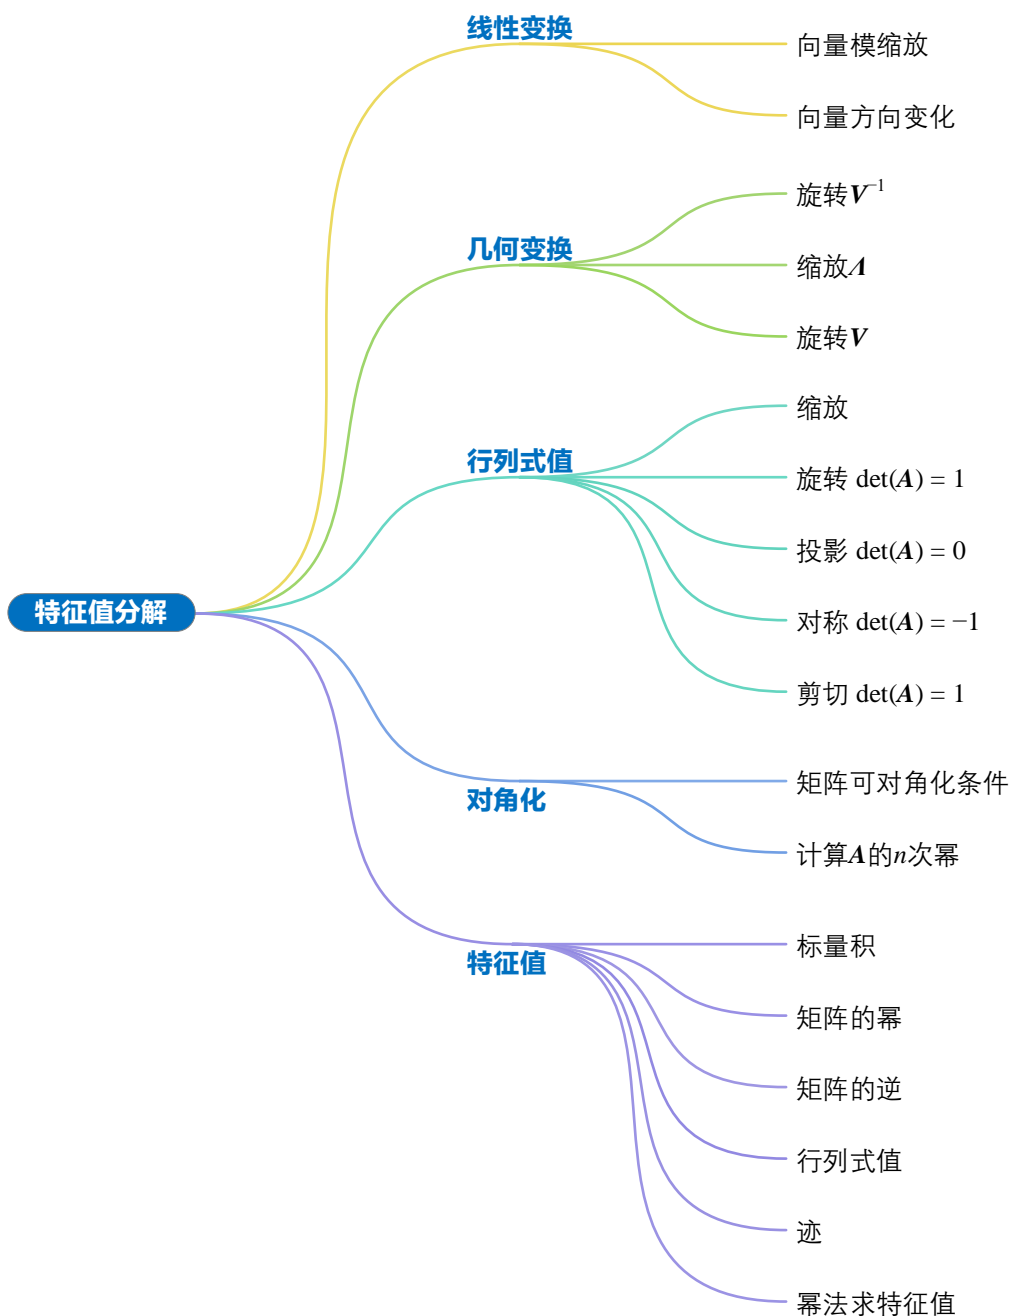 特征值分解
线性变换
向量模缩放
向量方向变化
几何变换
旋转V⁻¹
缩放Λ
旋转V
行列式值
缩放
旋转 det(A) = 1
投影 det(A) = 0
对称 det(A) = −1
剪切 det(A) = 1
对角化
矩阵可对角化条件
计算A的n次幂
特征值
标量积
矩阵的幂
矩阵的逆
行列式值
迹
幂法求特征值